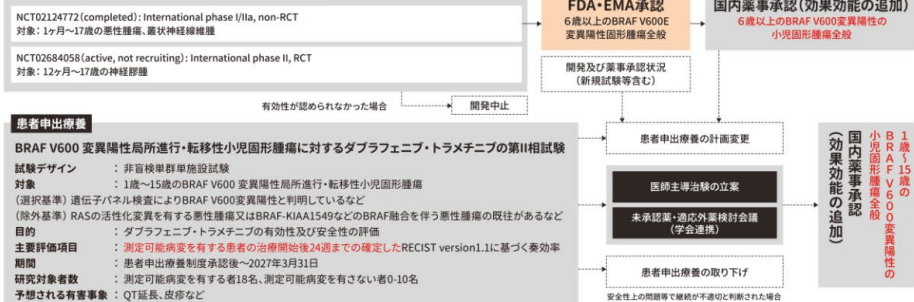 NCT02124772（completed）: International phase I/IIa, non-RCT
対象：1ヶ月～17歳の悪性腫瘍、叢状神経線維腫
NCT02684058（active, not recruiting）: International phase II, RCT
対象：12ヶ月～17歳の神経膠腫
FDA・EMA承認
6歳以上のBRAF V600E
変異陽性固形腫瘍全般
国内薬事承認（効果効能の追加）
6歳以上のBRAF V600変異陽性の
小児固形腫瘍全般
開発及び薬事承認状況
（新規試験等含む）
有効性が認められなかった場合
開発中止
患者申出療養
BRAF V600 変異陽性局所進行・転移性小児固形腫瘍に対するダブラフェニブ・トラメチニブの第II相試験
試験デザイン ：非盲検単群単施設試験
対象 ：1歳～15歳のBRAF V600 変異陽性局所進行・転移性小児固形腫瘍
（選択基準）遺伝子パネル検査によりBRAF V600変異陽性と判明しているなど
（除外基準）RASの活性化変異を有する悪性腫瘍又はBRAF-KIAA1549などのBRAF融合を伴う悪性腫瘍の既往があるなど
目的 ：ダブラフェニブ・トラメチニブの有効性及び安全性の評価
主要評価項目 ：測定可能病変を有する患者の治療開始後24週までの確定したRECIST version1.1に基づく奏効率
期間 ：患者申出療養制度承認後～2027年3月31日
研究対象者数 ：測定可能病変を有する者18名、測定可能病変を有さない者0-10名
予想される有害事象 ：QT延長、皮疹など
患者申出療養の計画変更
医師主導治験の立案
未承認薬・適応外薬検討会議
（学会連携）
患者申出療養の取り下げ
安全性上の問題等で継続が不適切と判断された場合
1歳～15歳の
BRAF V600変異陽性の
小児固形腫瘍全般
国内薬事承認
（効果効能の追加）